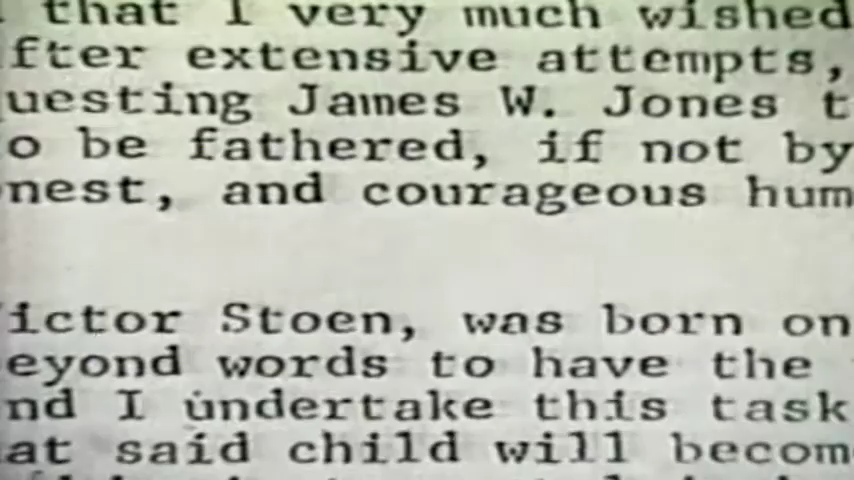 that I very much wished
fter extensive attempts,
uesting James W. Jones t
o be fathered, if not by
nest, and courageous hum
ictor Stoen, was born on
eyond words to have the
nd I undertake this task
at said child will becom